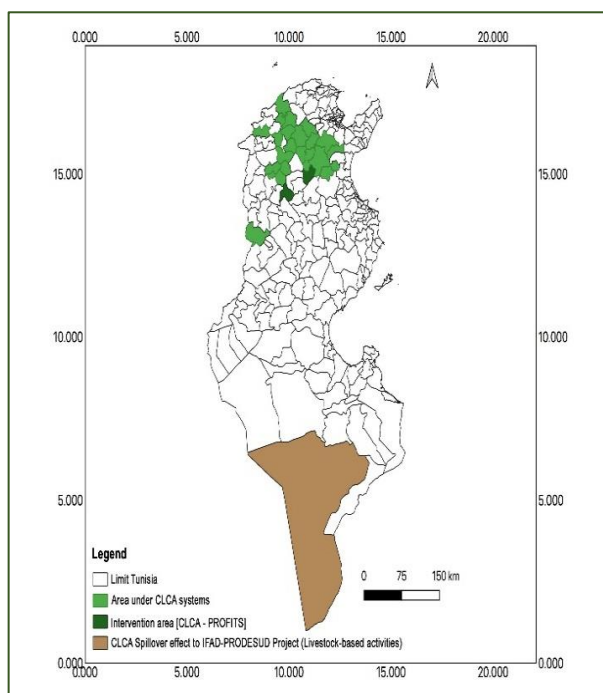 0.000 5.000 10.000 15.000 20.000
15.000 15.000
10.000 10.000
5.000 5.000
Legend
Limit Tunisia
Area under CLCA systems
Intervention area [CLCA - PROFITS]
CLCA Spillover effect to IFAD-PRODESUD Project (Livestock-based activities)
0 75 150 km
0.000 0.000
0.000 5.000 10.000 15.000 20.000